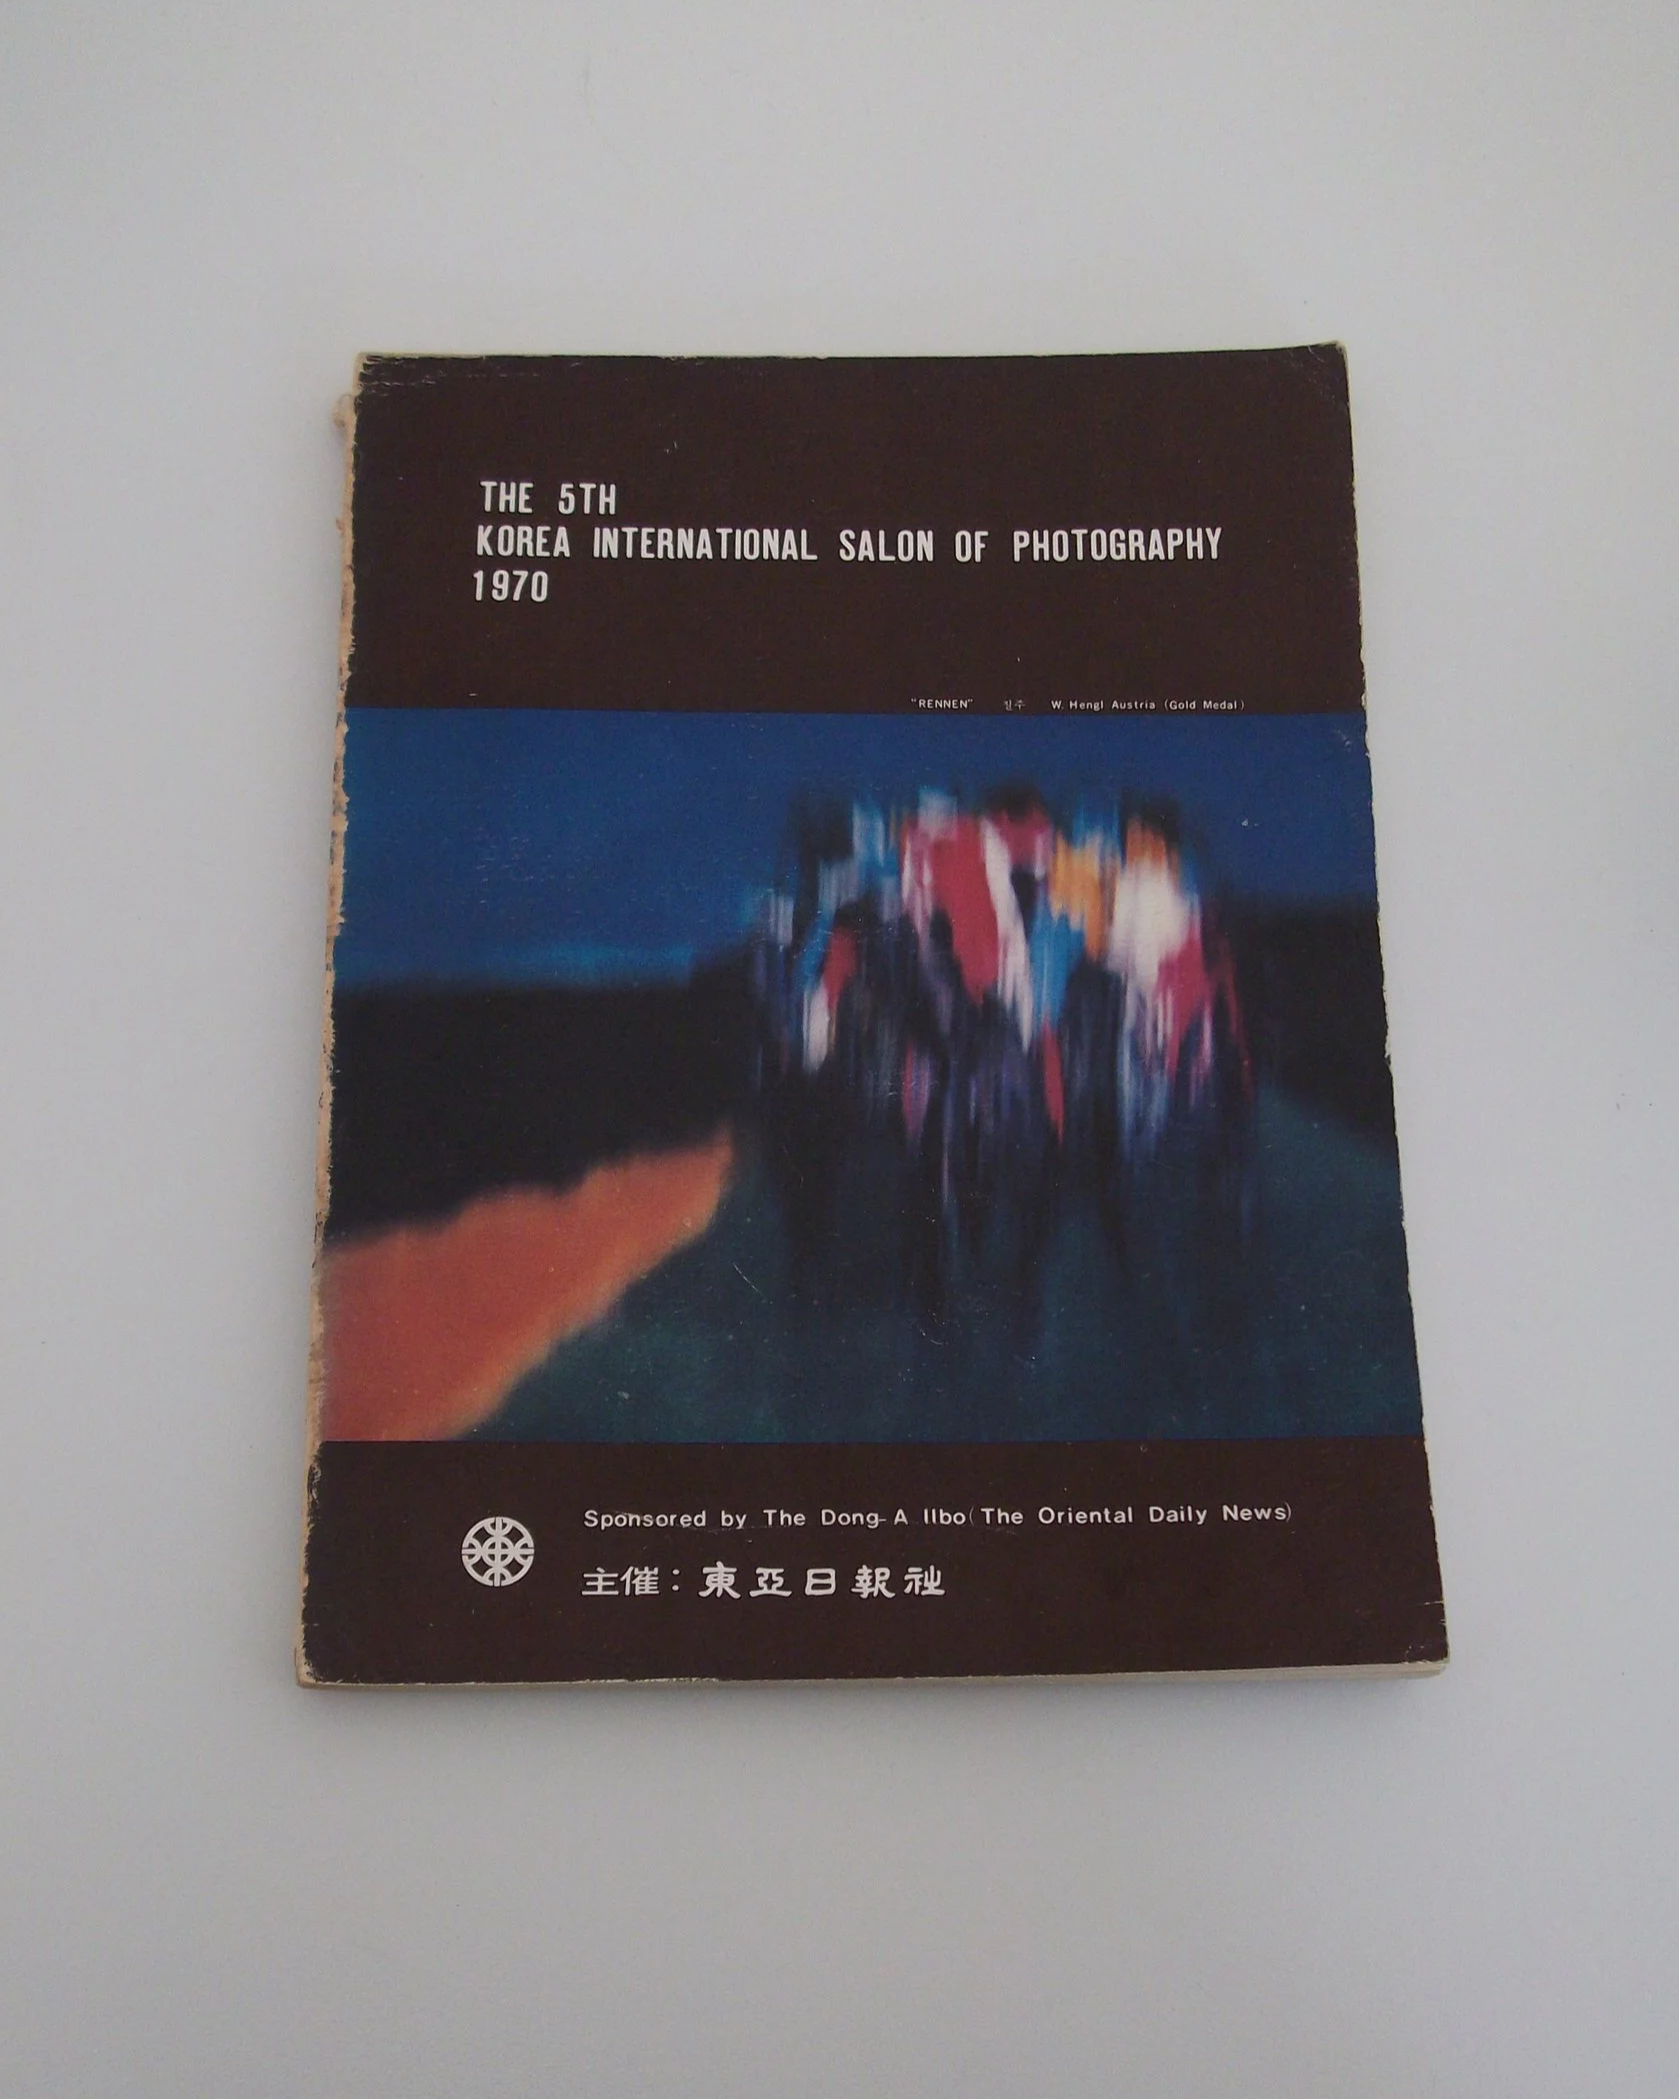 THE 5TH
KOREA INTERNATIONAL SALON OF PHOTOGRAPHY
1970
"RENNEN" 질주 W. Hengl Austria (Gold Medal)
Sponsored by The Dong-A Ilbo (The Oriental Daily News)
主催：東亞日報社